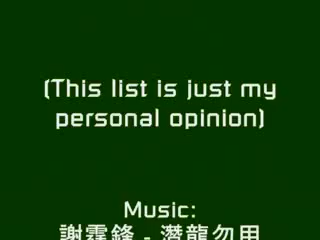 (This list is just my
personal opinion)
Music:
謝霆鋒 - 潛龍勿用